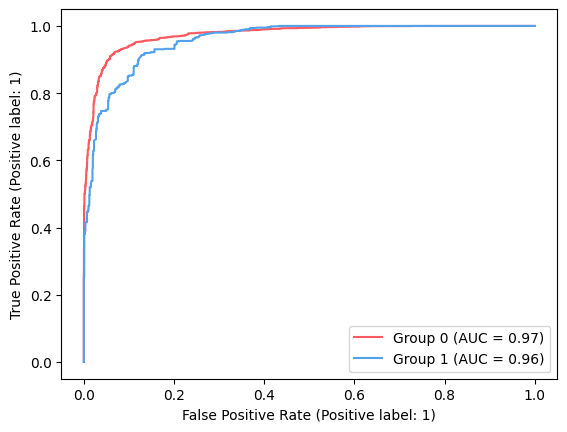 1.0
0.8
0.6
0.4
0.2
0.0
True Positive Rate (Positive label: 1)
Group 0 (AUC = 0.97)
Group 1 (AUC = 0.96)
0.0 0.2 0.4 0.6 0.8 1.0
False Positive Rate (Positive label: 1)